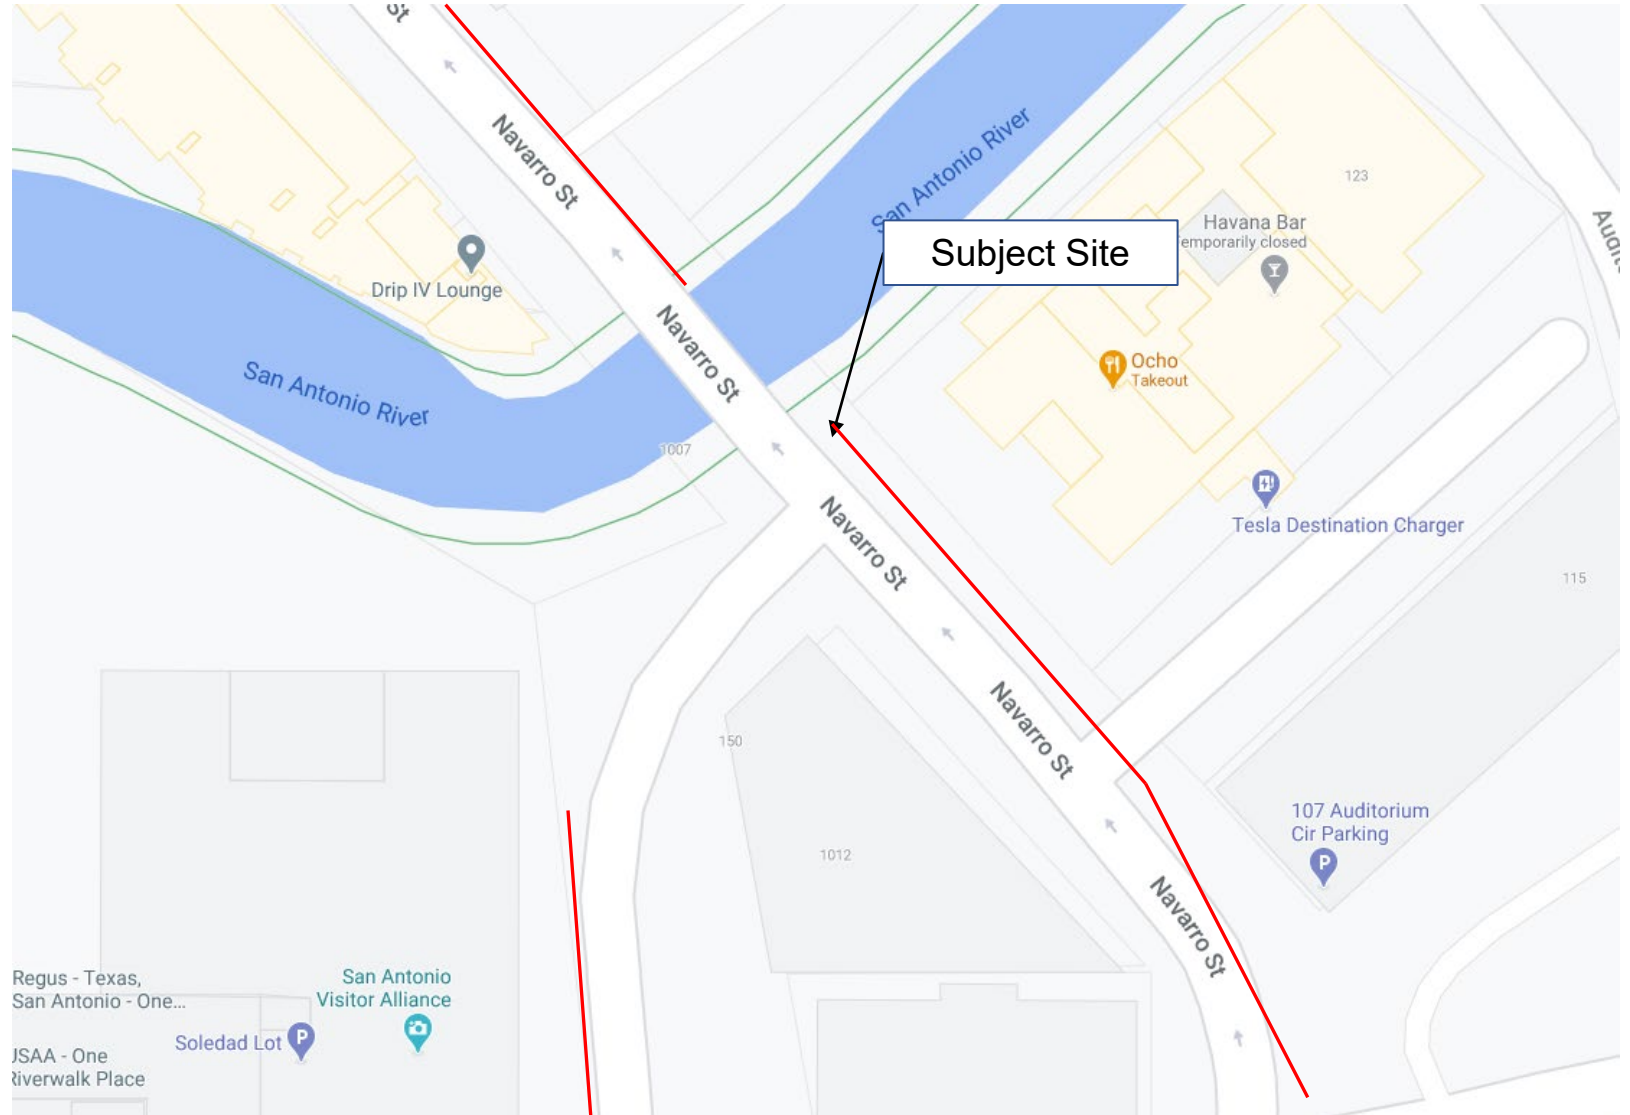 St
Navarro St
San Antonio River
123
Havana Bar
emporarily closed
Subject Site
Drip IV Lounge
Navarro St
Ocho
Takeout
San Antonio River
1007
Navarro St
Tesla Destination Charger
115
Navarro St
150
107 Auditorium
Cir Parking
1012
Navarro St
Regus - Texas,
San Antonio - One...
San Antonio
Visitor Alliance
Soledad Lot
JSAA - One
Riverwalk Place